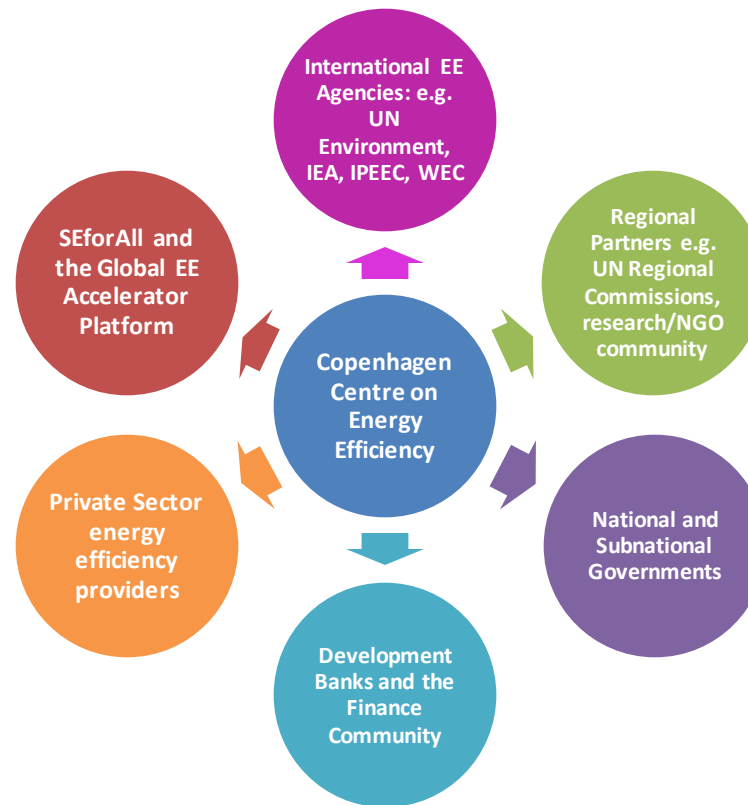 International EE
Agencies: e.g.
UN
Environment,
IEA, IPEEC, WEC
SEforAll and
the Global EE
Accelerator
Platform
Regional
Partners e.g.
UN Regional
Commissions,
research/NGO
community
Copenhagen
Centre on
Energy
Efficiency
Private Sector
energy
efficiency
providers
National and
Subnational
Governments
Development
Banks and the
Finance
Community